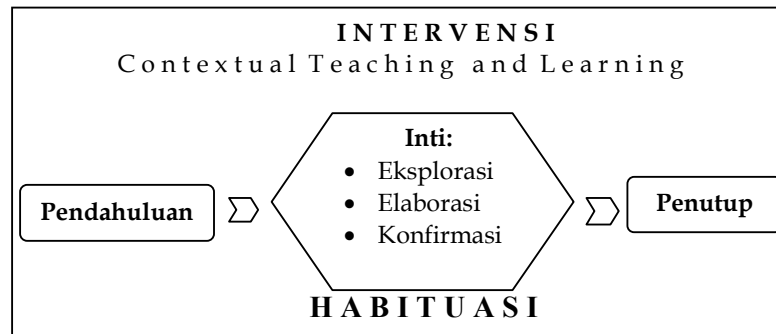 INTERVENSI
Contextual Teaching and Learning
Inti:
• Eksplorasi
• Elaborasi
• Konfirmasi
Pendahuluan
Penutup
HABITUASI